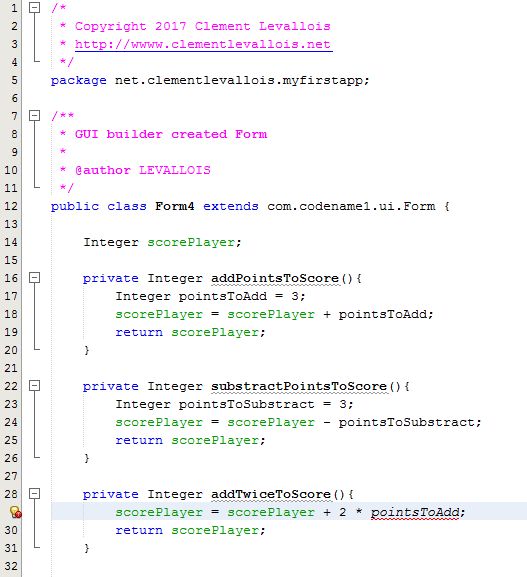 1 /*
2 * Copyright 2017 Clement Levallois
3 * http://wwww.clementlevallois.net
4 */
5 package net.clementlevallois.myfirstapp;
6
7 /**
8 * GUI builder created Form
9 *
10 * @author LEVALLOIS
11 */
12 public class Form4 extends com.codename1.ui.Form {
13
14 Integer scorePlayer;
15
16 private Integer addPointsToScore(){
17 Integer pointsToAdd = 3;
18 scorePlayer = scorePlayer + pointsToAdd;
19 return scorePlayer;
20 }
21
22 private Integer substractPointsToScore(){
23 Integer pointsToSubstract = 3;
24 scorePlayer = scorePlayer - pointsToSubstract;
25 return scorePlayer;
26 }
27
28 private Integer addTwiceToScore(){
scorePlayer = scorePlayer + 2 * pointsToAdd;
30 return scorePlayer;
31 }
32